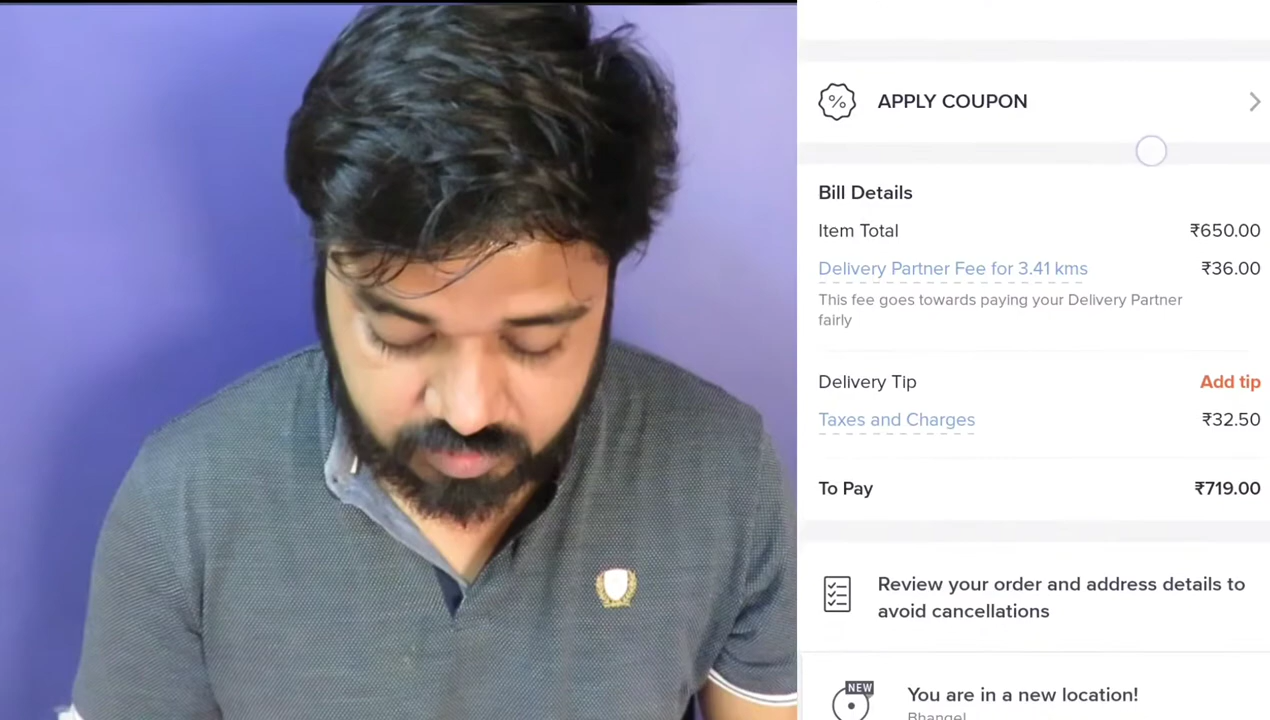 APPLY COUPON
Bill Details
Item Total ₹650.00
Delivery Partner Fee for 3.41 kms ₹36.00
This fee goes towards paying your Delivery Partner
fairly
Delivery Tip Add tip
Taxes and Charges ₹32.50
To Pay ₹719.00
Review your order and address details to
avoid cancellations
NEW
You are in a new location!
Bhangel